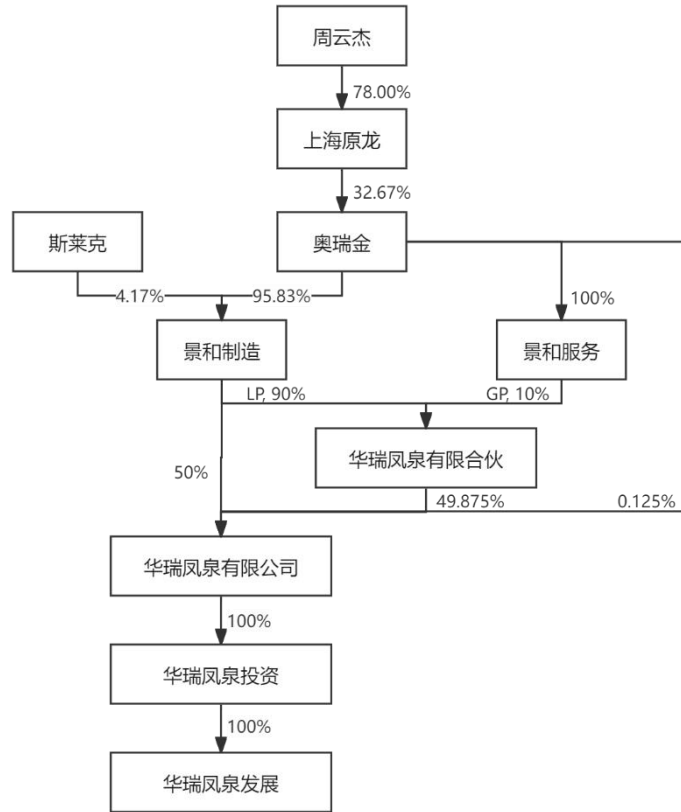 周云杰
78.00%
上海原龙
32.67%
斯莱克
奥瑞金
4.17%
95.83%
100%
景和制造
景和服务
LP, 90%
GP, 10%
华瑞凤泉有限合伙
50%
49.875%
0.125%
华瑞凤泉有限公司
100%
华瑞凤泉投资
100%
华瑞凤泉发展